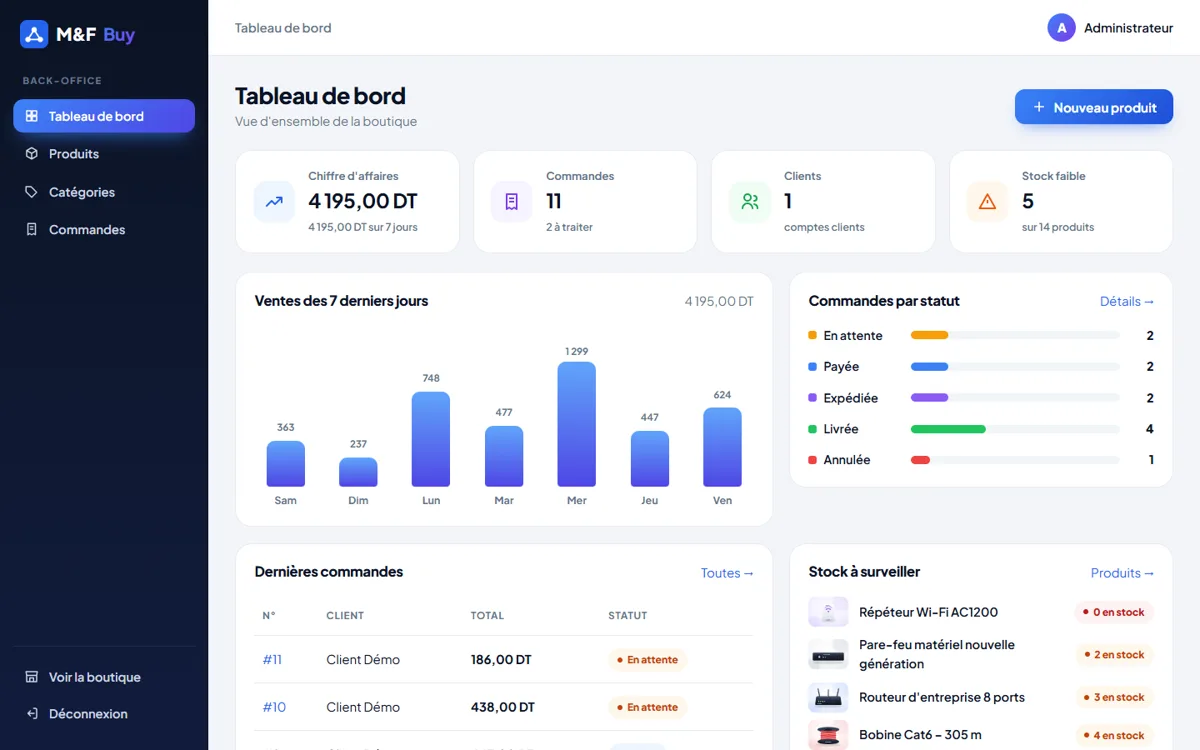 M&F Buy
BACK-OFFICE
Tableau de bord
Produits
Catégories
Commandes
Voir la boutique
Déconnexion
Tableau de bord
A
Administrateur
Tableau de bord
Vue d'ensemble de la boutique
+ Nouveau produit
Chiffre d'affaires
4 195,00 DT
4 195,00 DT sur 7 jours
Commandes
11
2 à traiter
Clients
1
comptes clients
Stock faible
5
sur 14 produits
Ventes des 7 derniers jours
4 195,00 DT
363
237
748
477
1 299
447
624
Sam
Dim
Lun
Mar
Mer
Jeu
Ven
Commandes par statut
Détails →
En attente 2
Payée 2
Expédiée 2
Livrée 4
Annulée 1
Dernières commandes
Toutes →
N° CLIENT TOTAL STATUT
#11 Client Démo 186,00 DT En attente
#10 Client Démo 438,00 DT En attente
Stock à surveiller
Produits →
Répéteur Wi-Fi AC1200
0 en stock
Pare-feu matériel nouvelle
génération
2 en stock
Routeur d'entreprise 8 ports
3 en stock
Bobine Cat6 – 305 m
4 en stock